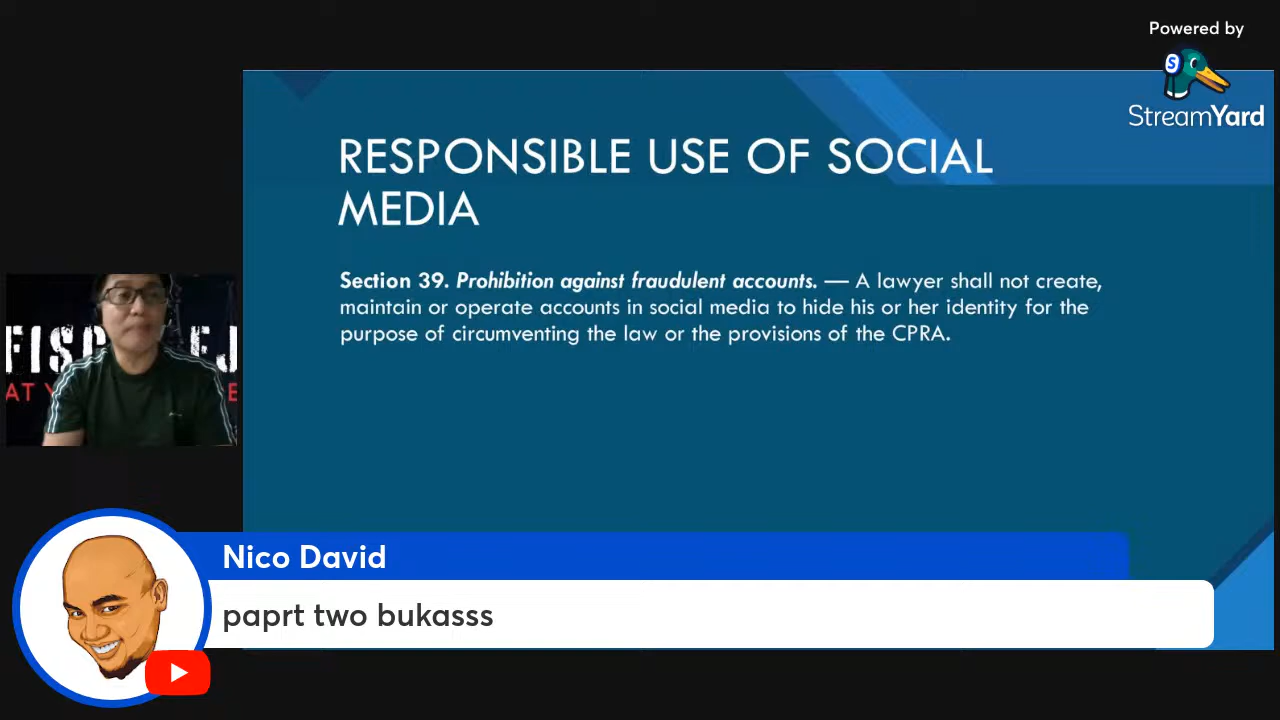 Powered by
StreamYard
RESPONSIBLE USE OF SOCIAL
MEDIA
Section 39. Prohibition against fraudulent accounts. — A lawyer shall not create,
maintain or operate accounts in social media to hide his or her identity for the
purpose of circumventing the law or the provisions of the CPRA.
AT
Nico David
paprt two bukasss